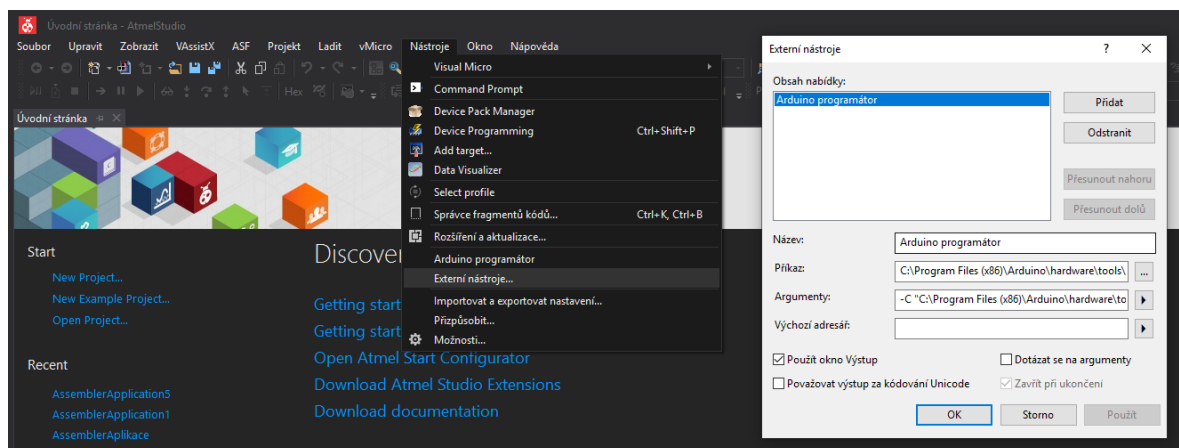 Úvodní stránka - AtmelStudio
Soubor Upravit Zobrazit VAssistX ASF Projekt Ladit vMicro Nástroje Okno Nápověda
Hex
Úvodní stránka
Start
New Project...
New Example Project...
Open Project...
Recent
AssemblerApplication5
AssemblerApplication1
AssemblerAplikace
Discover
Getting start
Getting start
Open Atmel Start Configurator
Download Atmel Studio Extensions
Download documentation
Visual Micro
Command Prompt
Device Pack Manager
Device Programming Ctrl+Shift+P
Add target...
Data Visualizer
Select profile
Správce fragmentů kódů... Ctrl+K, Ctrl+B
Rozšíření a aktualizace...
Arduino programátor
Externí nástroje...
Importovat a exportovat nastavení...
Přizpůsobit...
Možnosti...
Externí nástroje ? ×
Obsah nabídky:
Arduino programátor
Přidat
Odstranit
Přesunout nahoru
Přesunout dolů
Název: Arduino programátor
Příkaz: C:\Program Files (x86)\Arduino\hardware\tools\ ...
Argumenty: -C "C:\Program Files (x86)\Arduino\hardware\to
Výchozí adresář:
Použít okno Výstup Dotázat se na argumenty
Považovat výstup za kódování Unicode Zavřít při ukončení
OK Storno Použít